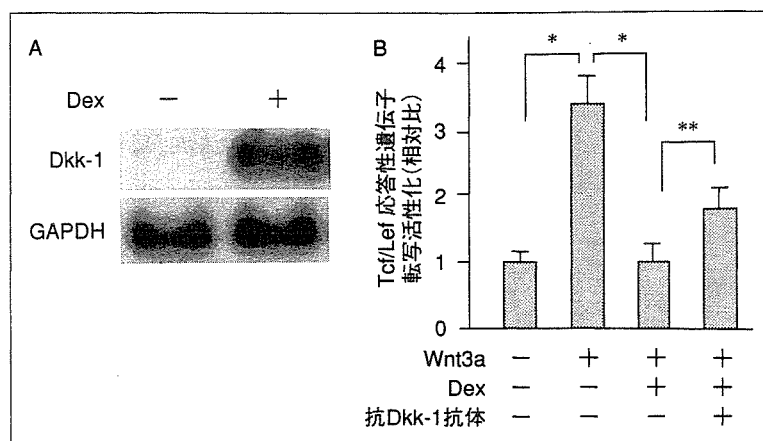 A
Dex − +
Dkk-1
GAPDH
B
Tcf/Lef 応答性遺伝子
転写活性化(相対比)
4
3
2
1
0
* *
**
Wnt3a − + + +
Dex − − + +
抗Dkk-1抗体 − − − +